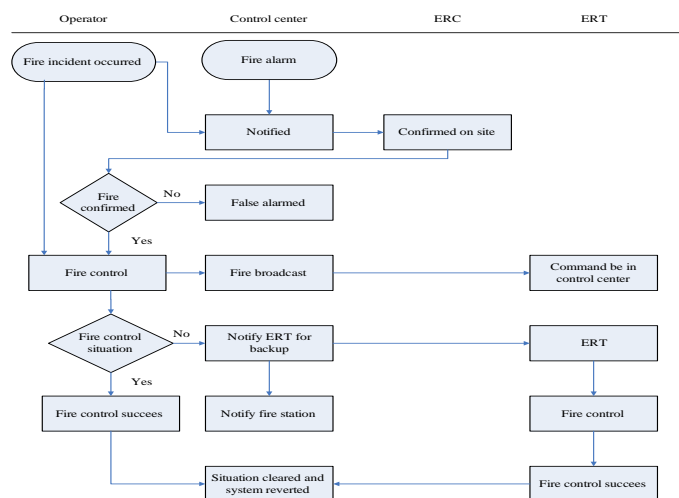 Operator
Control center
ERC
ERT
Fire incident occurred
Fire alarm
Notified
Confirmed on site
Fire
confirmed
No
False alarmed
Yes
Fire control
Fire broadcast
Command be in
control center
Fire control
situation
No
Notify ERT for
backup
ERT
Yes
Fire control succees
Notify fire station
Fire control
Situation cleared and
system reverted
Fire control succees